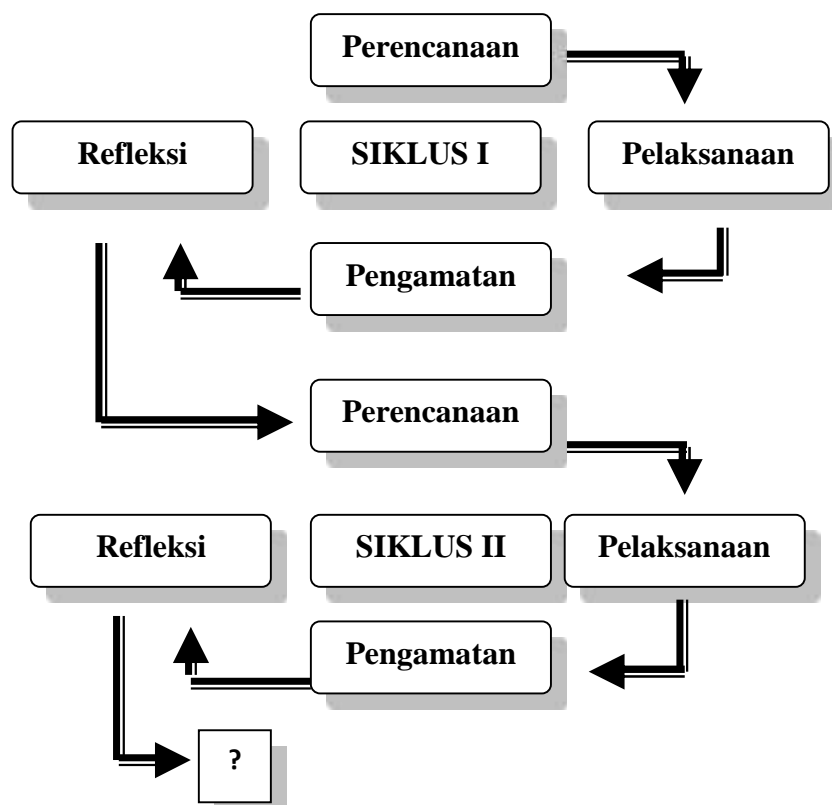 Perencanaan
Refleksi
SIKLUS I
Pelaksanaan
Pengamatan
Perencanaan
Refleksi
SIKLUS II
Pelaksanaan
Pengamatan
?